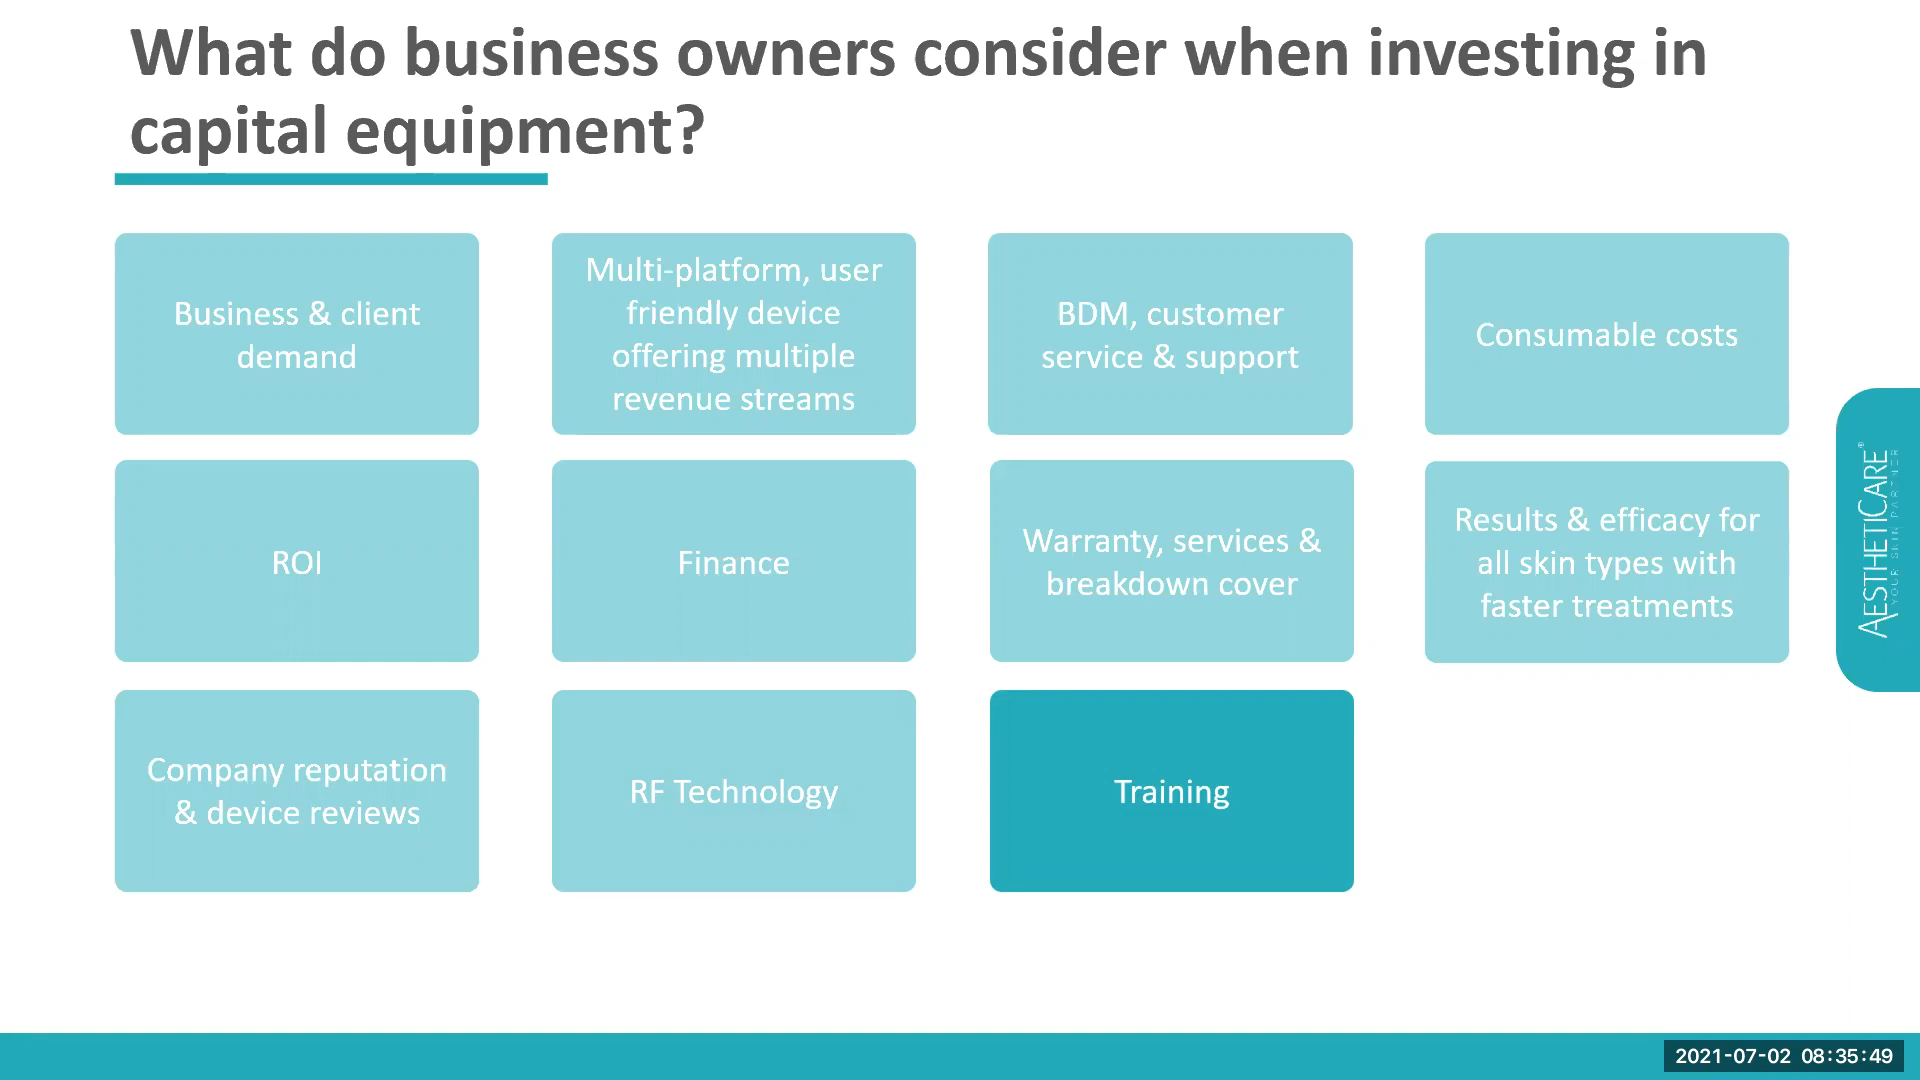 What do business owners consider when investing in
capital equipment?
Business & client
demand
Multi-platform, user
friendly device
offering multiple
revenue streams
BDM, customer
service & support
Consumable costs
ROI
Finance
Warranty, services &
breakdown cover
Results & efficacy for
all skin types with
faster treatments
Company reputation
& device reviews
RF Technology
Training
AESTHETICARE®
YOUR SKIN PARTNER
2021-07-02 08:35:49